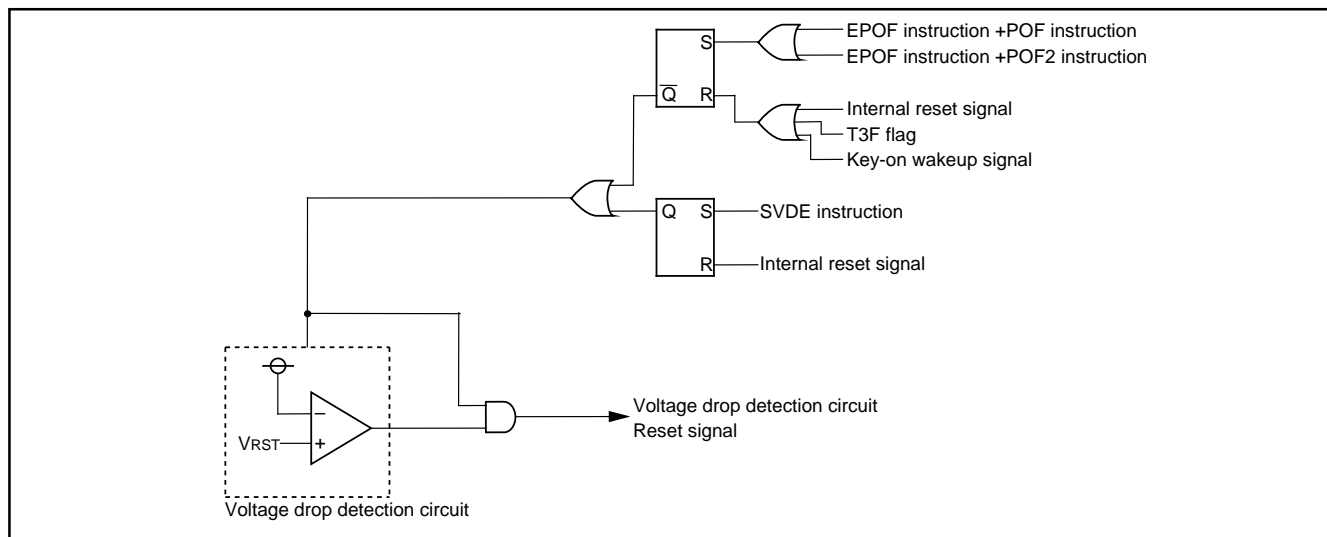 EPOF instruction +POF instruction
S
EPOF instruction +POF2 instruction
Q̅ R
Internal reset signal
T3F flag
Key-on wakeup signal
Q S SVDE instruction
R Internal reset signal
−
VRST +
Voltage drop detection circuit
Reset signal
Voltage drop detection circuit